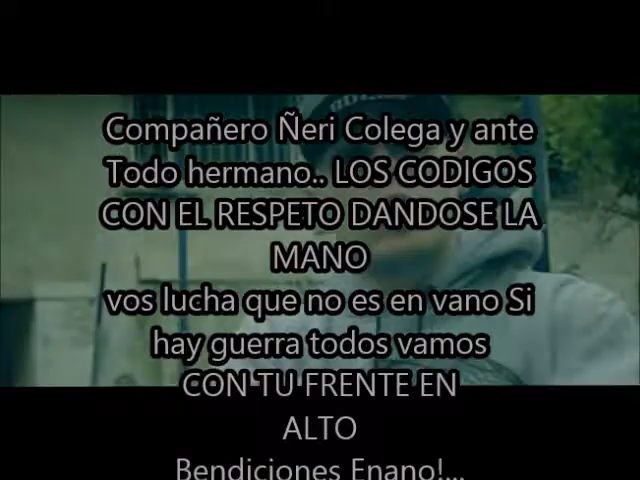 Compañero Ñeri Colega y ante
Todo hermano.. LOS CODIGOS
CON EL RESPETO DANDOSE LA
MANO
vos lucha que no es en vano Si
hay guerra todos vamos
CON TU FRENTE EN
ALTO
Bendiciones Enano!...